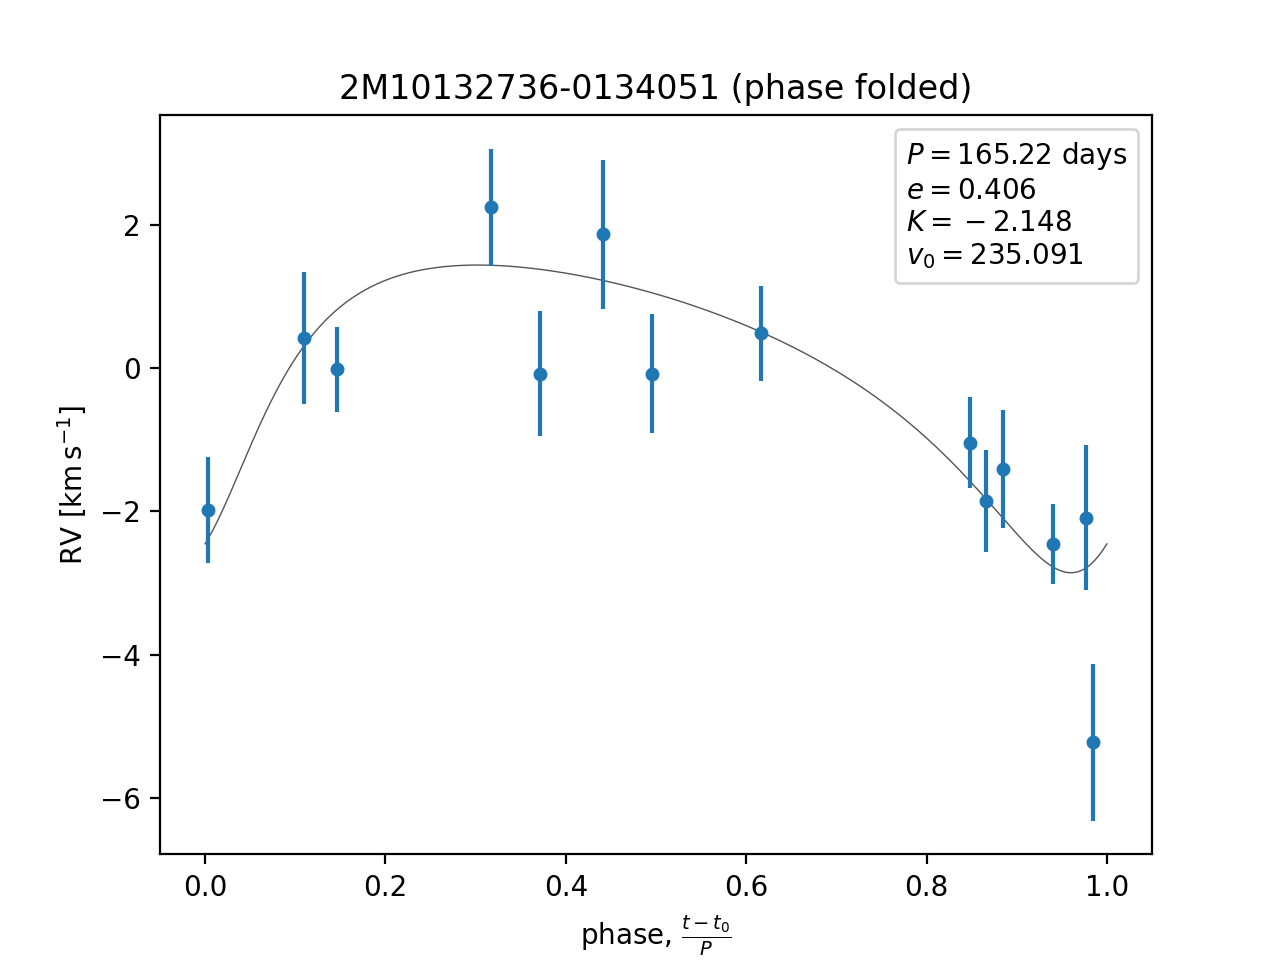 2M10132736-0134051 (phase folded)
P = 165.22 days
e = 0.406
K = −2.148
v₀ = 235.091
RV [km s⁻¹]
2
0
−2
−4
−6
0.0 0.2 0.4 0.6 0.8 1.0
phase, (t − t₀)/P